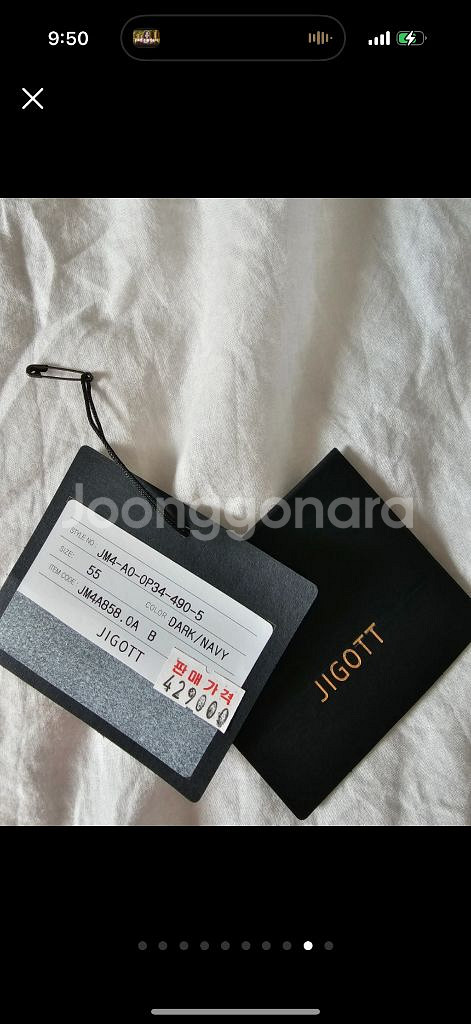 9:50
Joonggonara
STYLE NO. JM4-A0-OP34-490-5
SIZE: 55
ITEM CODE: JM4A858.0A B COLOR DARK/NAVY
JIGOTT
판매가격
429000
JIGOTT